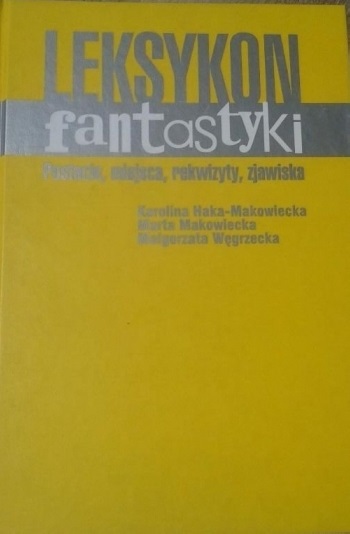 LEKSYKON
fantastyki
Postacie, miejsca, rekwizyty, zjawiska
Karolina Haka-Makowiecka
Marta Makowiecka
Małgorzata Węgrzecka